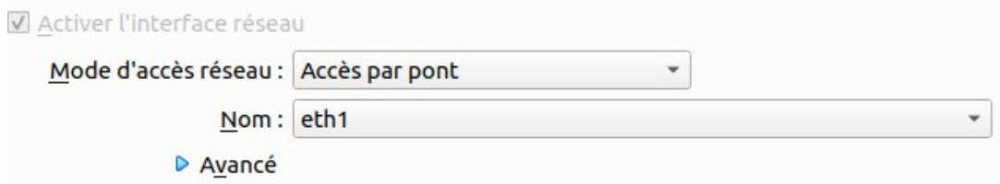 Activer l'interface réseau
Mode d'accès réseau : Accès par pont
Nom : eth1
Avancé